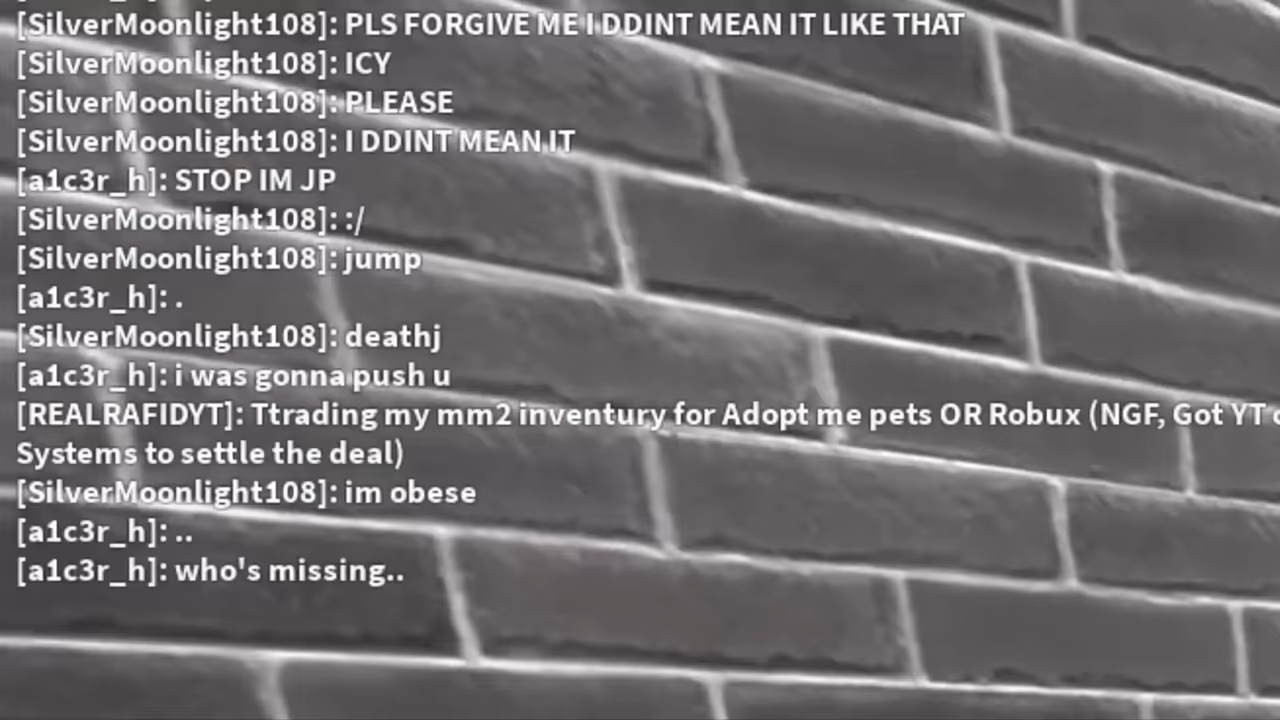 [SilverMoonlight108]: PLS FORGIVE ME I DDINT MEAN IT LIKE THAT
[SilverMoonlight108]: ICY
[SilverMoonlight108]: PLEASE
[SilverMoonlight108]: I DDINT MEAN IT
[a1c3r_h]: STOP IM JP
[SilverMoonlight108]: :/
[SilverMoonlight108]: jump
[a1c3r_h]: .
[SilverMoonlight108]: deathj
[a1c3r_h]: i was gonna push u
[REALRAFIDYT]: Ttrading my mm2 inventury for Adopt me pets OR Robux (NGF, Got YT
Systems to settle the deal)
[SilverMoonlight108]: im obese
[a1c3r_h]: ..
[a1c3r_h]: who's missing..